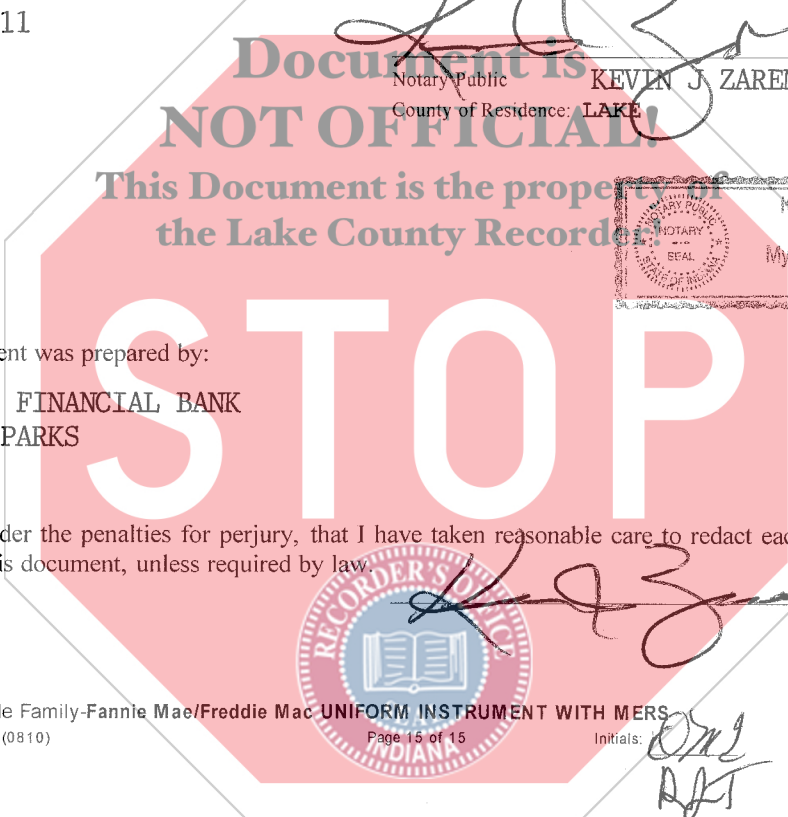 11
Document is
Notary Public KEVIN J ZAREM
NOT OFFICIAL!
County of Residence: LAKE
This Document is the property of
the Lake County Recorder!
NOTARY PUBLIC
NOTARY
SEAL
STATE OF INDIANA
My
STOP
ent was prepared by:
FINANCIAL BANK
PARKS
der the penalties for perjury, that I have taken reasonable care to redact eac
is document, unless required by law.
RECORDER'S OFFICE
INDIANA
le Family-Fannie Mae/Freddie Mac UNIFORM INSTRUMENT WITH MERS
(0810) Page 15 of 15 Initials: